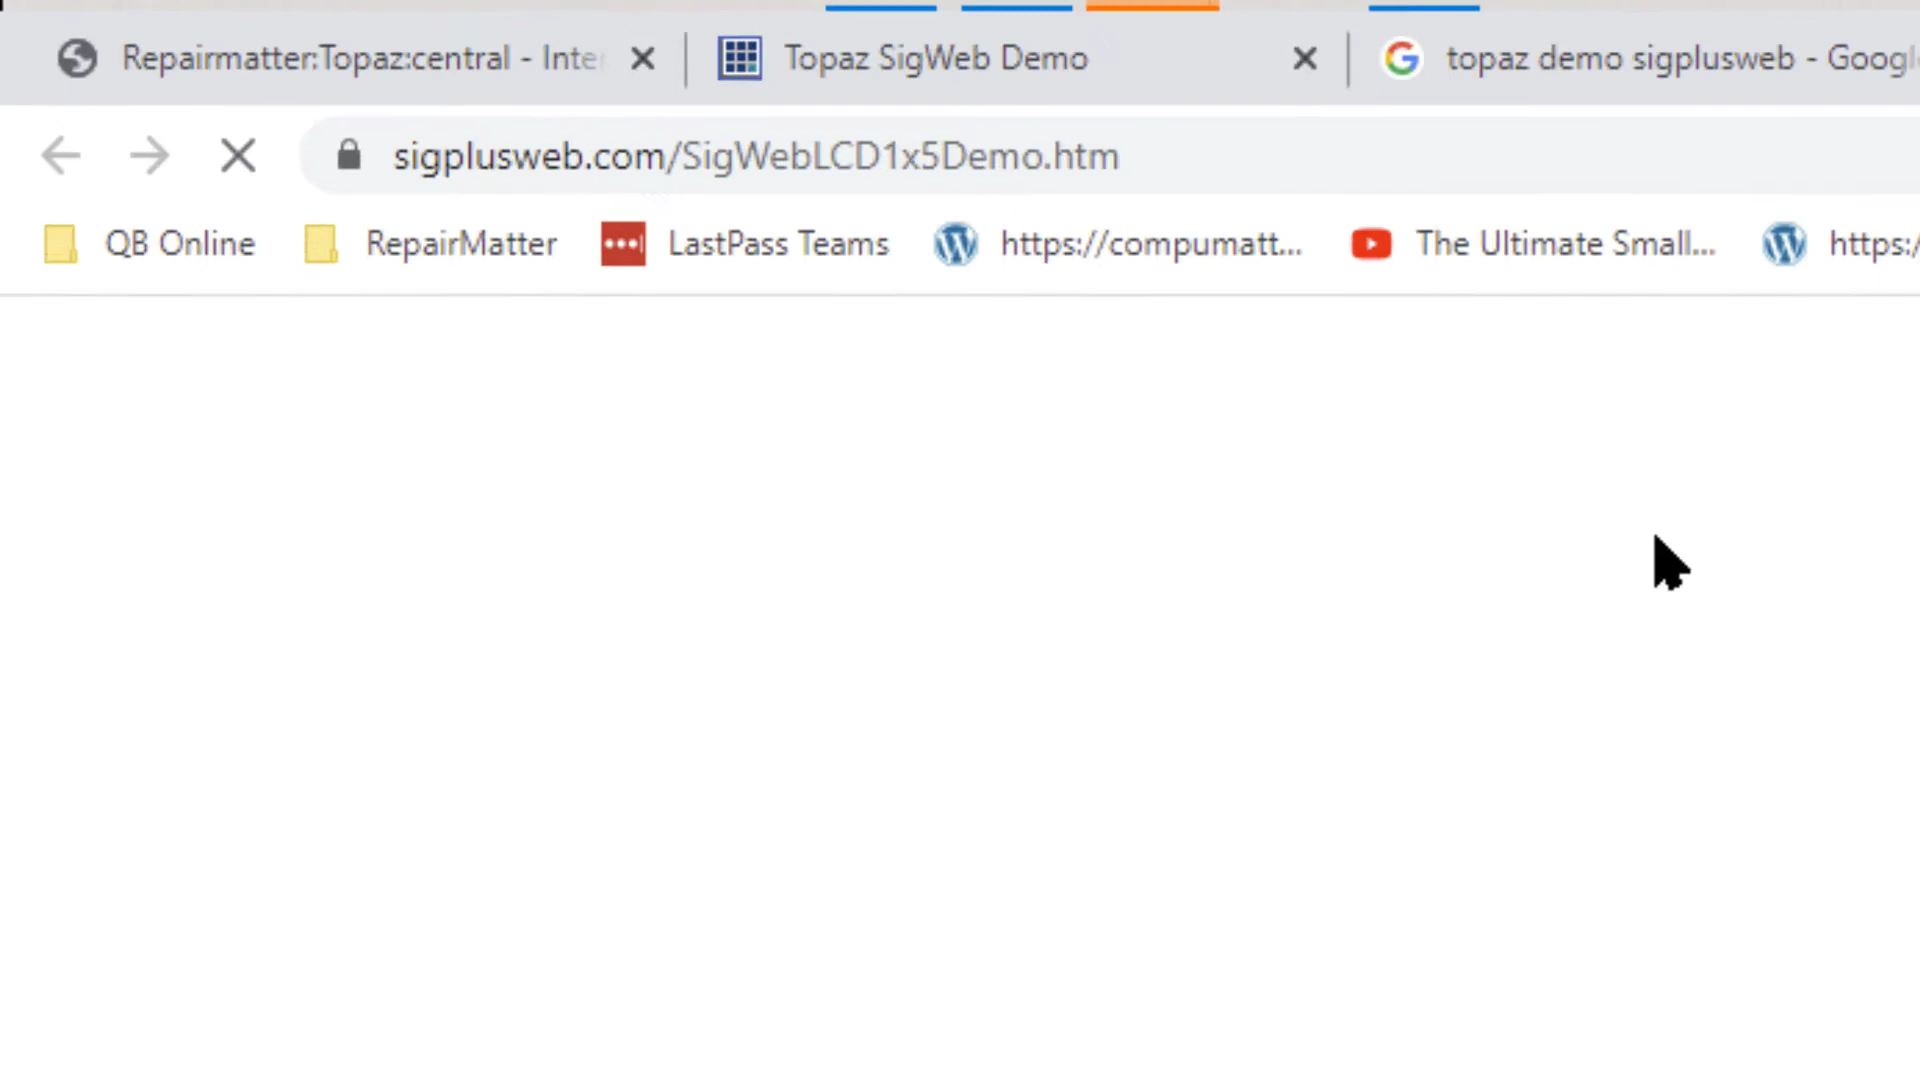 Repairmatter:Topaz:central - Inte
Topaz SigWeb Demo
topaz demo sigplusweb - Googl
sigplusweb.com/SigWebLCD1x5Demo.htm
QB Online
RepairMatter
LastPass Teams
https://compumatt...
The Ultimate Small...
https:/